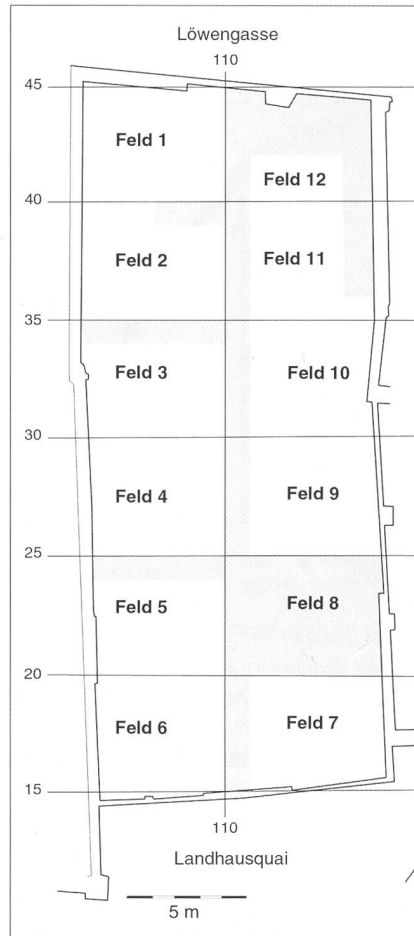 Löwengasse
110
45
Feld 1
Feld 12
40
Feld 2
Feld 11
35
Feld 3
Feld 10
30
Feld 4
Feld 9
25
Feld 5
Feld 8
20
Feld 6
Feld 7
15
110
Landhausquai
5 m